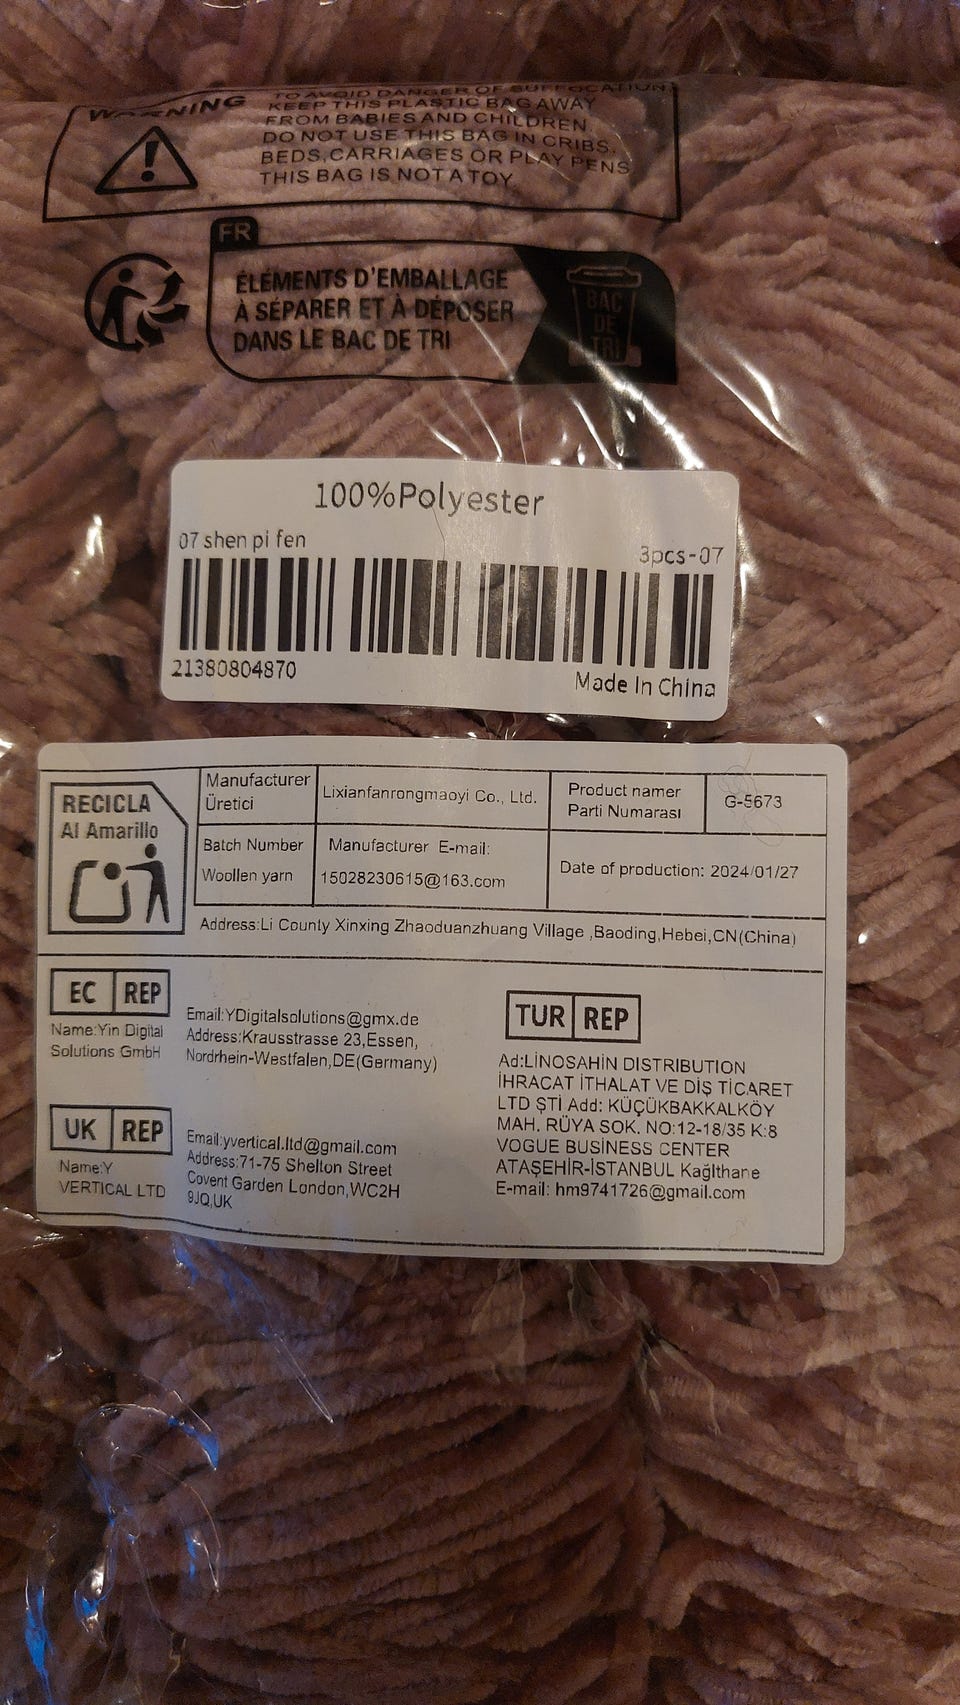 WARNING
TO AVOID DANGER OF SUFFOCATION,
KEEP THIS PLASTIC BAG AWAY
FROM BABIES AND CHILDREN.
DO NOT USE THIS BAG IN CRIBS,
BEDS,CARRIAGES OR PLAY PENS
THIS BAG IS NOT A TOY.
FR
ÉLÉMENTS D'EMBALLAGE
À SÉPARER ET À DÉPOSER
DANS LE BAC DE TRI
BAC
DE
TRI
100%Polyester
07 shen pi fen
3pcs-07
21380804870
Made In China
RECICLA
Al Amarillo
Manufacturer
Üretici
Lixianfanrongmaoyi Co., Ltd.
Product namer
Parti Numarası
G-5673
Batch Number
Woollen yarn
Manufacturer E-mail:
15028230615@163.com
Date of production: 2024/01/27
Address:Li County Xinxing Zhaoduanzhuang Village ,Baoding,Hebei,CN(China)
EC REP
Name:Yin Digital
Solutions GmbH
Email:YDigitalsolutions@gmx.de
Address:Krausstrasse 23,Essen,
Nordrhein-Westfalen,DE(Germany)
UK REP
Name:Y
VERTICAL LTD
Email:yvertical.ltd@gmail.com
Address:71-75 Shelton Street
Covent Garden London,WC2H
9JQ,UK
TUR REP
Ad:LİNOSAHİN DISTRIBUTION
İHRACAT İTHALAT VE DİŞ TİCARET
LTD ŞTİ Add: KÜÇÜKBAKKALKÖY
MAH. RÜYA SOK. NO:12-18/35 K:8
VOGUE BUSINESS CENTER
ATAŞEHİR-İSTANBUL Kağlthane
E-mail: hm9741726@gmail.com